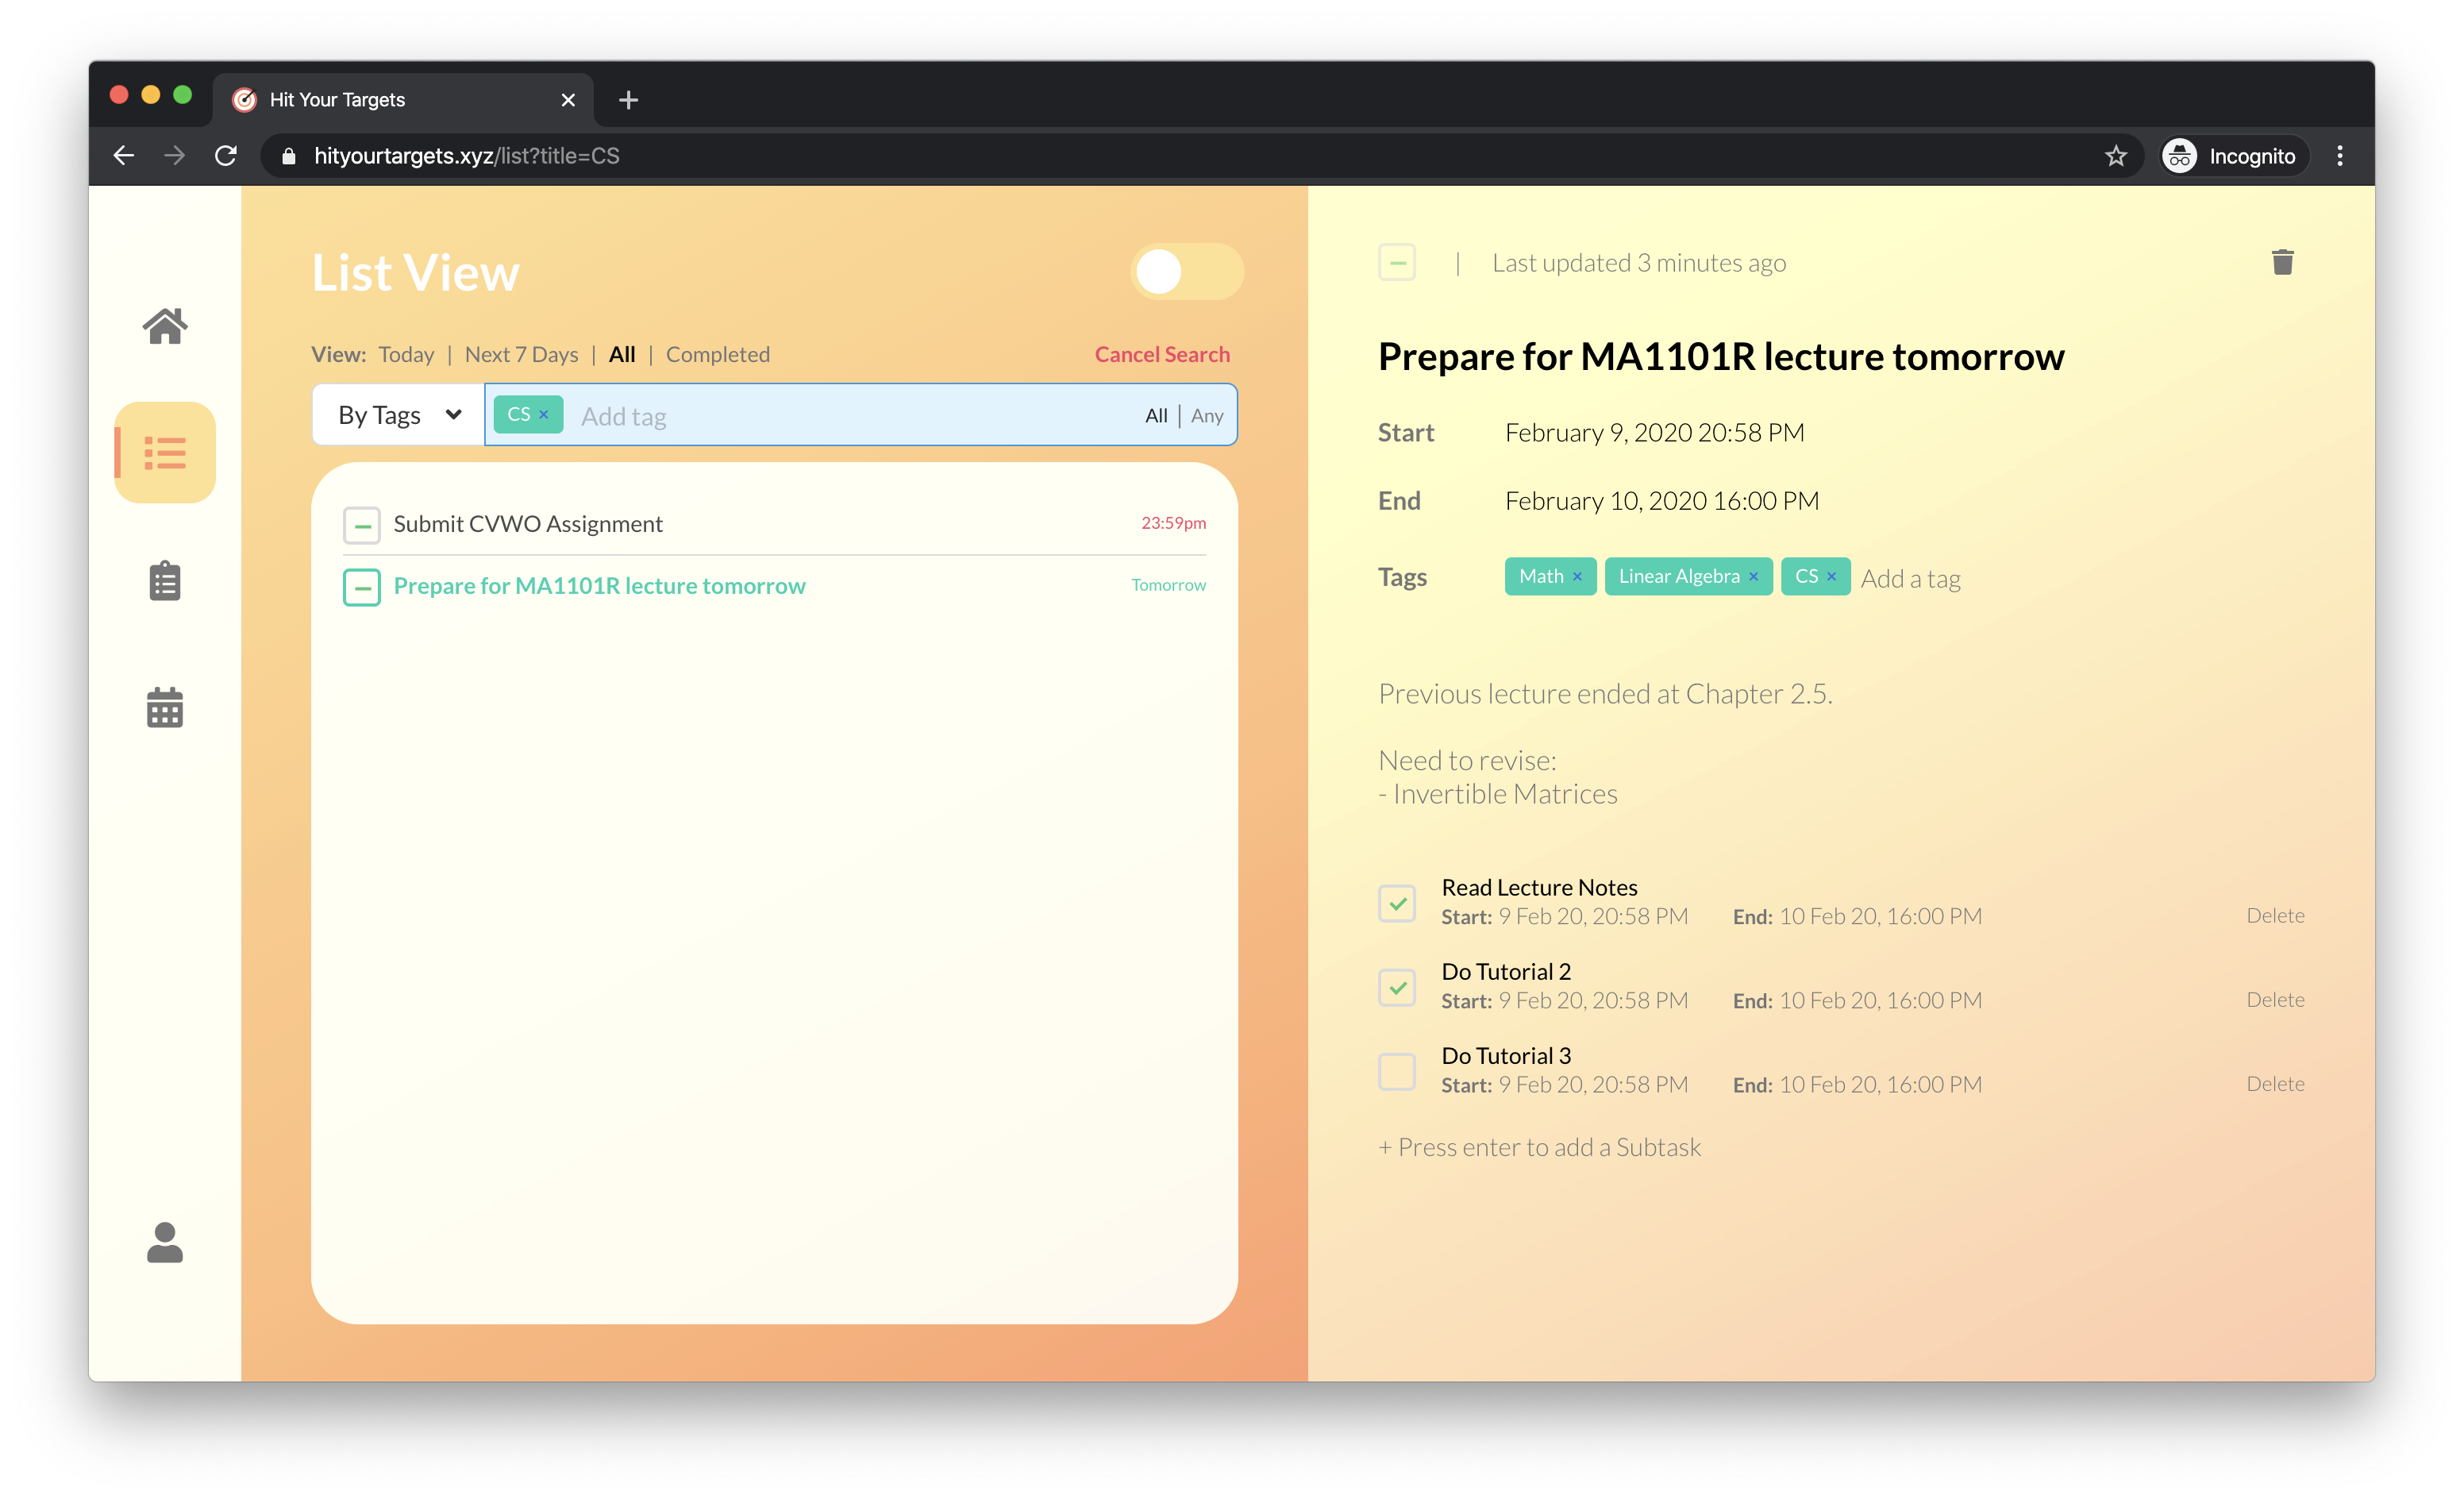 Hit Your Targets
hityourtargets.xyz/list?title=CS
Incognito
List View
View: Today | Next 7 Days | All | Completed
Cancel Search
By Tags
CS ×
Add tag
All | Any
Submit CVWO Assignment
23:59pm
Prepare for MA1101R lecture tomorrow
Tomorrow
| Last updated 3 minutes ago
Prepare for MA1101R lecture tomorrow
Start February 9, 2020 20:58 PM
End February 10, 2020 16:00 PM
Tags Math × Linear Algebra × CS × Add a tag
Previous lecture ended at Chapter 2.5.
Need to revise:
- Invertible Matrices
Read Lecture Notes
Start: 9 Feb 20, 20:58 PM End: 10 Feb 20, 16:00 PM Delete
Do Tutorial 2
Start: 9 Feb 20, 20:58 PM End: 10 Feb 20, 16:00 PM Delete
Do Tutorial 3
Start: 9 Feb 20, 20:58 PM End: 10 Feb 20, 16:00 PM Delete
+ Press enter to add a Subtask